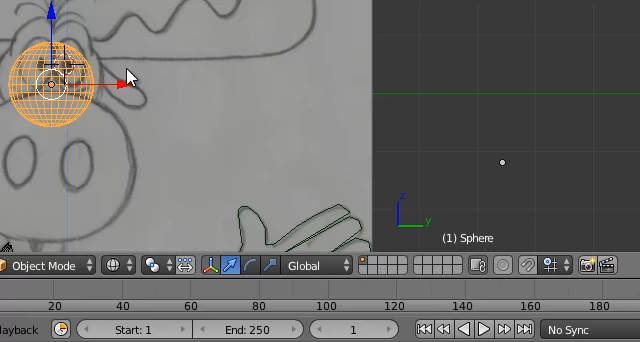 z
y
(1) Sphere
Object Mode
Global
20 40 60 80 100 120 140 160 180
layback
Start: 1
End: 250
1
No Sync